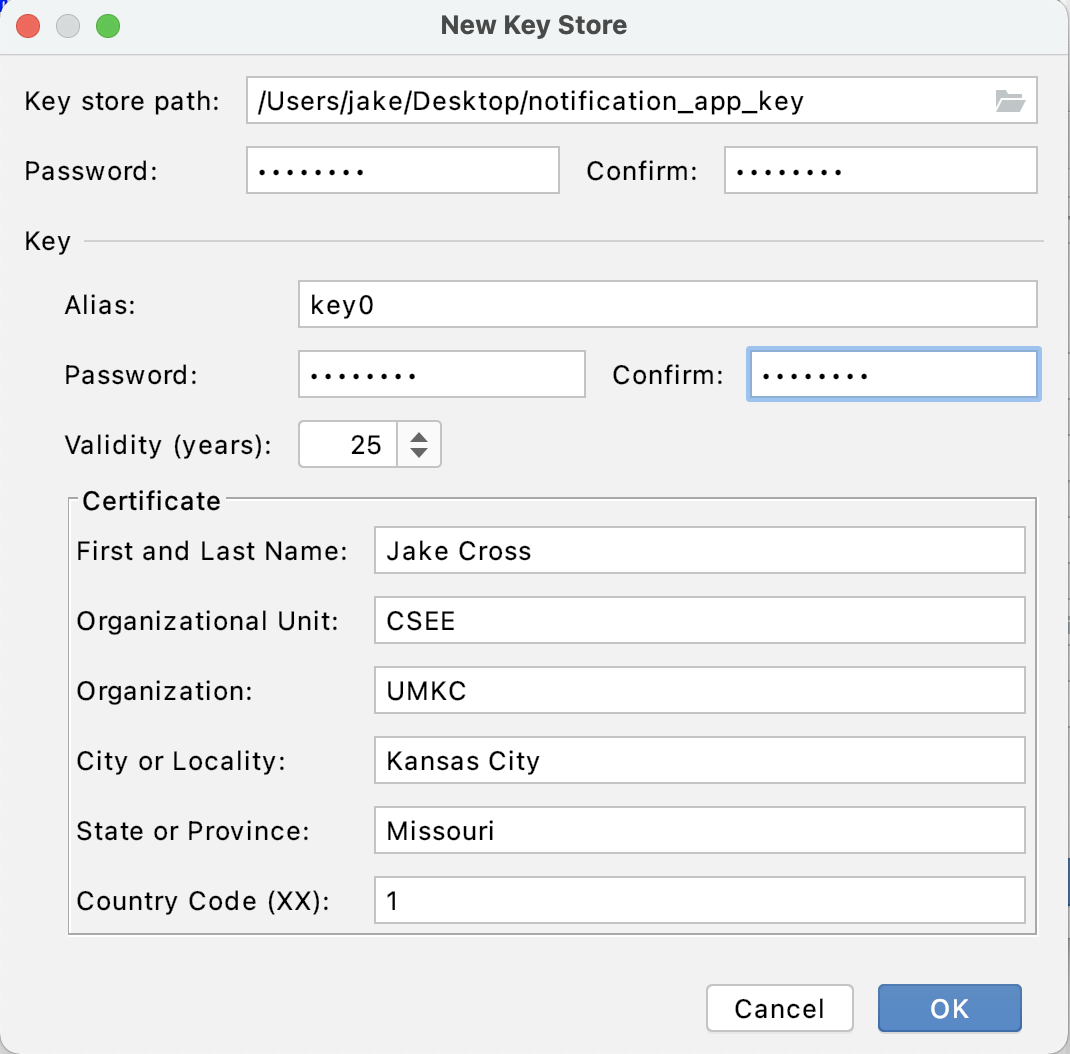 New Key Store
Key store path: /Users/jake/Desktop/notification_app_key
Password: •••••••• Confirm: ••••••••
Key
Alias: key0
Password: •••••••• Confirm: ••••••••
Validity (years): 25
Certificate
First and Last Name: Jake Cross
Organizational Unit: CSEE
Organization: UMKC
City or Locality: Kansas City
State or Province: Missouri
Country Code (XX): 1
Cancel OK